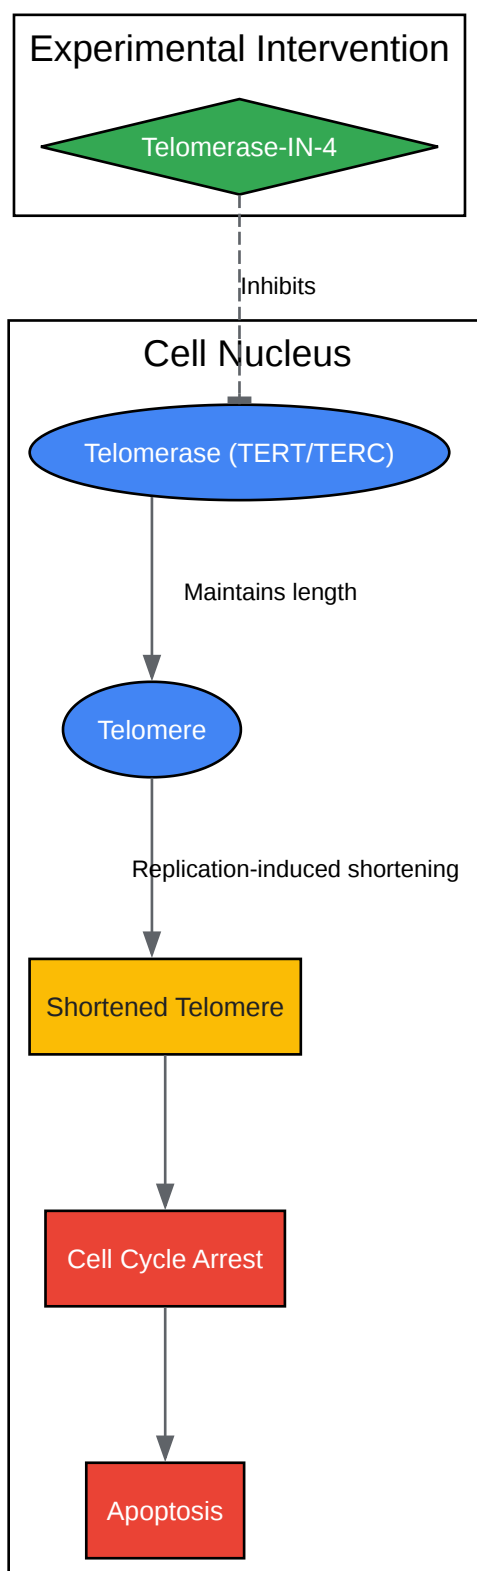 Experimental Intervention
Telomerase-IN-4
Inhibits
Cell Nucleus
Telomerase (TERT/TERC)
Maintains length
Telomere
Replication-induced shortening
Shortened Telomere
Cell Cycle Arrest
Apoptosis